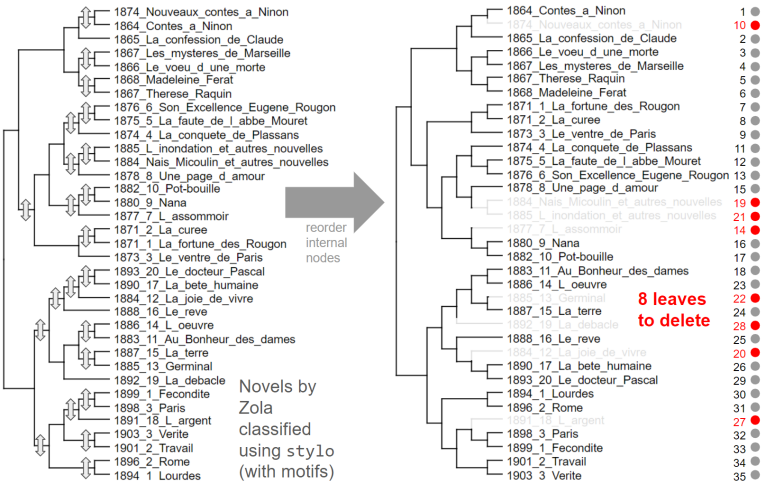 1874_Nouveaux_contes_a_Ninon
1864_Contes_a_Ninon
1865_La_confession_de_Claude
1867_Les_mysteres_de_Marseille
1866_Le_voeu_d_une_morte
1868_Madeleine_Ferat
1867_Therese_Raquin
1876_6_Son_Excellence_Eugene_Rougon
1875_5_La_faute_de_l_abbe_Mouret
1874_4_La_conquete_de_Plassans
1885_L_inondation_et_autres_nouvelles
1884_Nais_Micoulin_et_autres_nouvelles
1878_8_Une_page_d_amour
1882_10_Pot-bouille
1880_9_Nana
1877_7_L_assommoir
1871_2_La_curee
1871_1_La_fortune_des_Rougon
1873_3_Le_ventre_de_Paris
1893_20_Le_docteur_Pascal
1890_17_La_bete_humaine
1884_12_La_joie_de_vivre
1888_16_Le_reve
1886_14_L_oeuvre
1883_11_Au_Bonheur_des_dames
1887_15_La_terre
1885_13_Germinal
1892_19_La_debacle
1899_1_Fecondite
1898_3_Paris
1891_18_L_argent
1903_3_Verite
1901_2_Travail
1896_2_Rome
1894_1_Lourdes
Novels by
Zola
classified
using stylo
(with motifs)
reorder
internal
nodes
1864_Contes_a_Ninon 1
1874_Nouveaux_contes_a_Ninon 10
1865_La_confession_de_Claude 2
1866_Le_voeu_d_une_morte 3
1867_Les_mysteres_de_Marseille 4
1867_Therese_Raquin 5
1868_Madeleine_Ferat 6
1871_1_La_fortune_des_Rougon 7
1871_2_La_curee 8
1873_3_Le_ventre_de_Paris 9
1874_4_La_conquete_de_Plassans 11
1875_5_La_faute_de_l_abbe_Mouret 12
1876_6_Son_Excellence_Eugene_Rougon 13
1878_8_Une_page_d_amour 15
1884_Nais_Micoulin_et_autres_nouvelles 19
1885_L_inondation_et_autres_nouvelles 21
1877_7_L_assommoir 14
1880_9_Nana 16
1882_10_Pot-bouille 17
1883_11_Au_Bonheur_des_dames 18
1886_14_L_oeuvre 23
1885_13_Germinal 22
1887_15_La_terre 24
1892_19_La_debacle 28
1888_16_Le_reve 25
1884_12_La_joie_de_vivre 20
1890_17_La_bete_humaine 26
1893_20_Le_docteur_Pascal 29
1894_1_Lourdes 30
1896_2_Rome 31
1891_18_L_argent 27
1898_3_Paris 32
1899_1_Fecondite 33
1901_2_Travail 34
1903_3_Verite 35
8 leaves
to delete